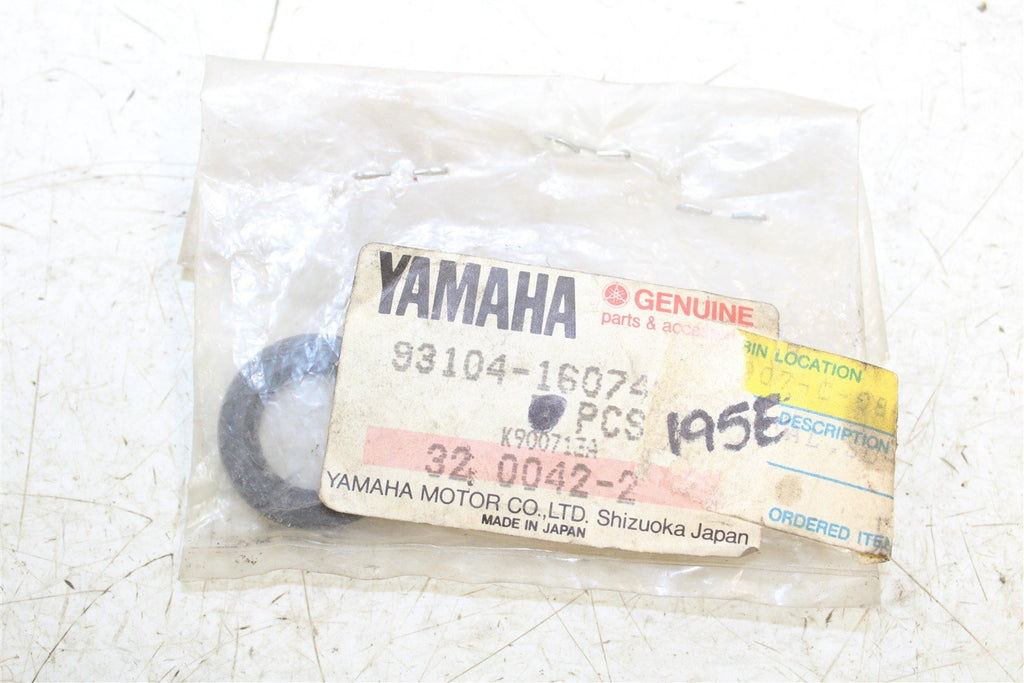 YAMAHA
GENUINE
parts & acce
93104-16074
PCS
K900713A
32 0042-2
YAMAHA MOTOR CO.,LTD. Shizuoka Japan
MADE IN JAPAN
195E
BIN LOCATION
DESCRIPTION
ORDERED ITE